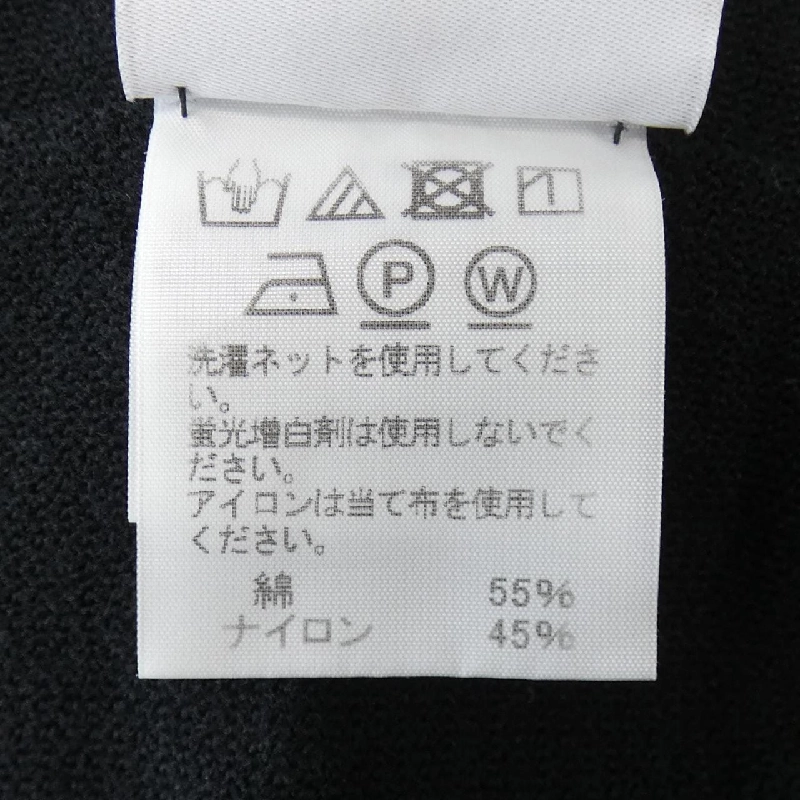 P W
洗濯ネットを使用してくださ
い。
蛍光増白剤は使用しないでく
ださい。
アイロンは当て布を使用して
ください。
綿 55%
ナイロン 45%